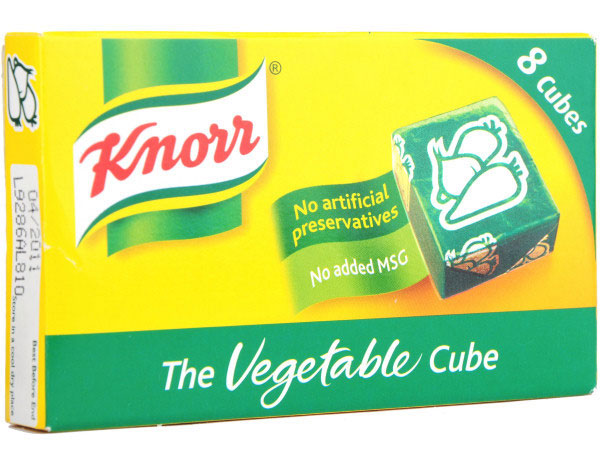 Knorr
®
8 Cubes
No artificial
preservatives
No added MSG
The Vegetable Cube
04/2011
L9286AL810
Best Before End
Store in a cool dry place